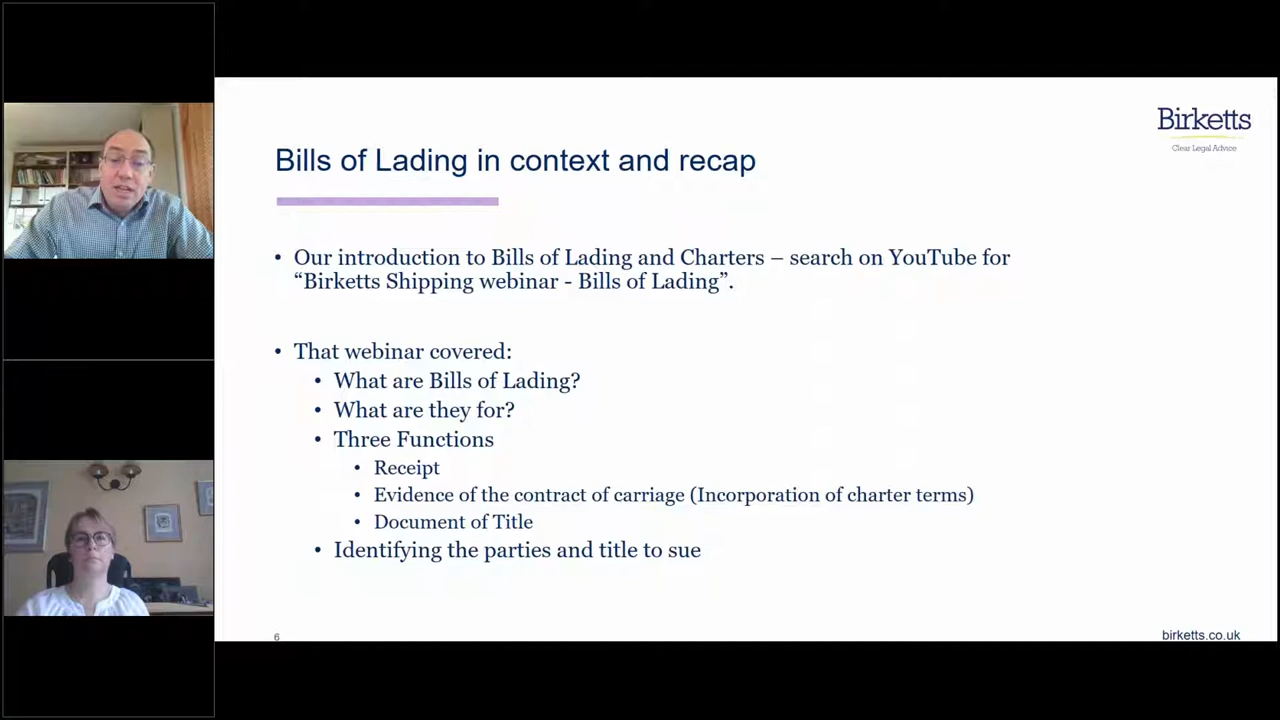 Birketts
Clear Legal Advice
Bills of Lading in context and recap
• Our introduction to Bills of Lading and Charters – search on YouTube for
“Birketts Shipping webinar - Bills of Lading”.
• That webinar covered:
• What are Bills of Lading?
• What are they for?
• Three Functions
• Receipt
• Evidence of the contract of carriage (Incorporation of charter terms)
• Document of Title
• Identifying the parties and title to sue
6
birketts.co.uk